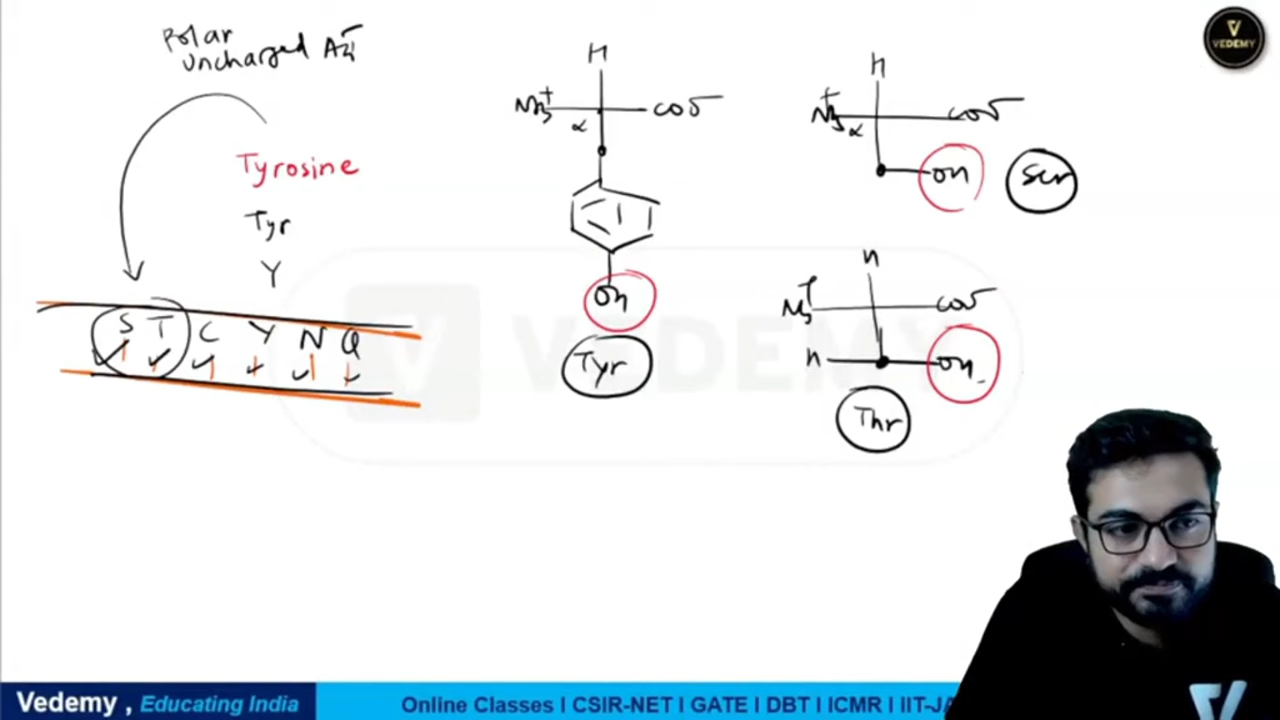 Polar
uncharged AA
Tyrosine
Tyr
Y
S T C Y N Q
H
NH3+ COO-
α
OH
Tyr
H
NH3+ COO-
α
OH
Ser
H
NH3+ COO-
H OH
Thr
V
VEDEMY
VEDEMY
Vedemy , Educating India
Online Classes I CSIR-NET I GATE I DBT I ICMR I IIT-JA